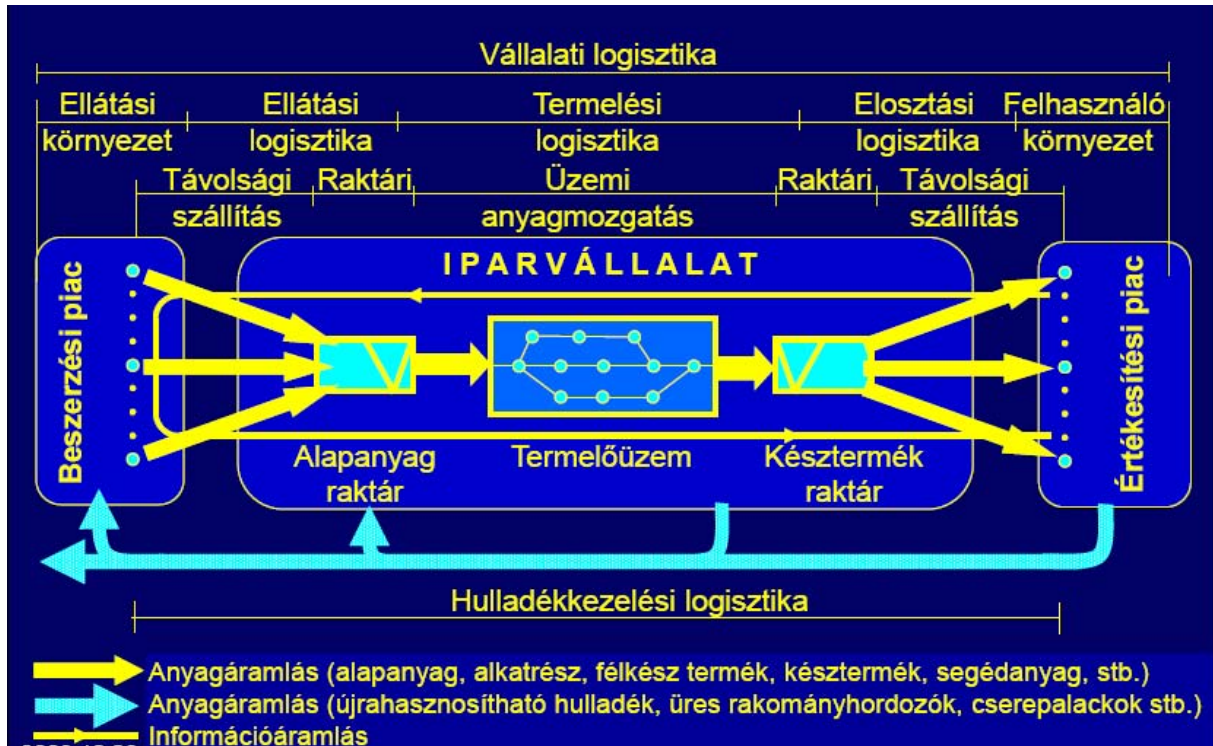 Vállalati logisztika
Ellátási környezet
Ellátási logisztika
Termelési logisztika
Elosztási logisztika
Felhasználó környezet
Távolsági szállítás
Raktári
Üzemi anyagmozgatás
Raktári
Távolsági szállítás
IPARVÁLLALAT
Beszerzési piac
Alapanyag raktár
Termelőüzem
Késztermék raktár
Értékesítési piac
Hulladékkezelési logisztika
Anyagáramlás (alapanyag, alkatrész, félkész termék, késztermék, segédanyag, stb.)
Anyagáramlás (újrahasznosítható hulladék, üres rakományhordozók, cserepalackok stb.)
Információáramlás